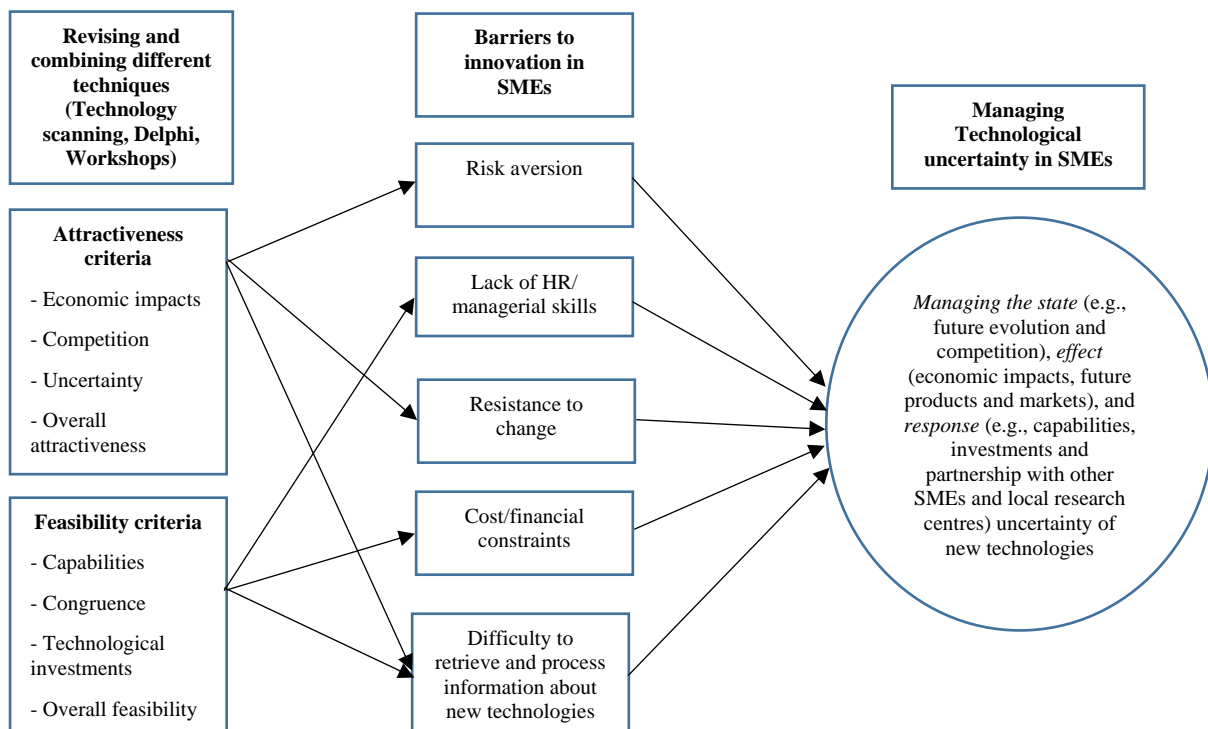 Revising and
combining different
techniques
(Technology
scanning, Delphi,
Workshops)
Attractiveness
criteria
- Economic impacts
- Competition
- Uncertainty
- Overall
attractiveness
Feasibility criteria
- Capabilities
- Congruence
- Technological
investments
- Overall feasibility
Barriers to
innovation in
SMEs
Risk aversion
Lack of HR/
managerial skills
Resistance to
change
Cost/financial
constraints
Difficulty to
retrieve and process
information about
new technologies
Managing
Technological
uncertainty in SMEs
Managing the state (e.g.,
future evolution and
competition), effect
(economic impacts, future
products and markets), and
response (e.g., capabilities,
investments and
partnership with other
SMEs and local research
centres) uncertainty of
new technologies